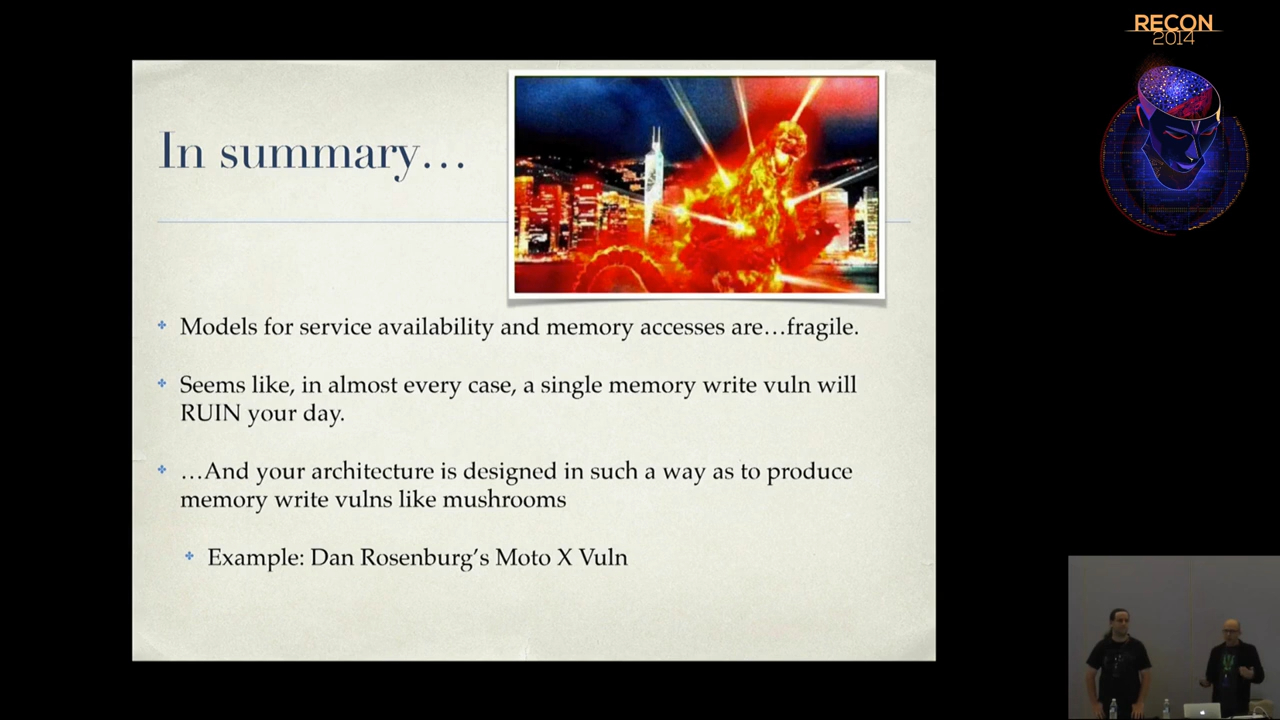 RECON
2014
In summary…
Models for service availability and memory accesses are…fragile.
Seems like, in almost every case, a single memory write vuln will
RUIN your day.
…And your architecture is designed in such a way as to produce
memory write vulns like mushrooms
Example: Dan Rosenburg's Moto X Vuln